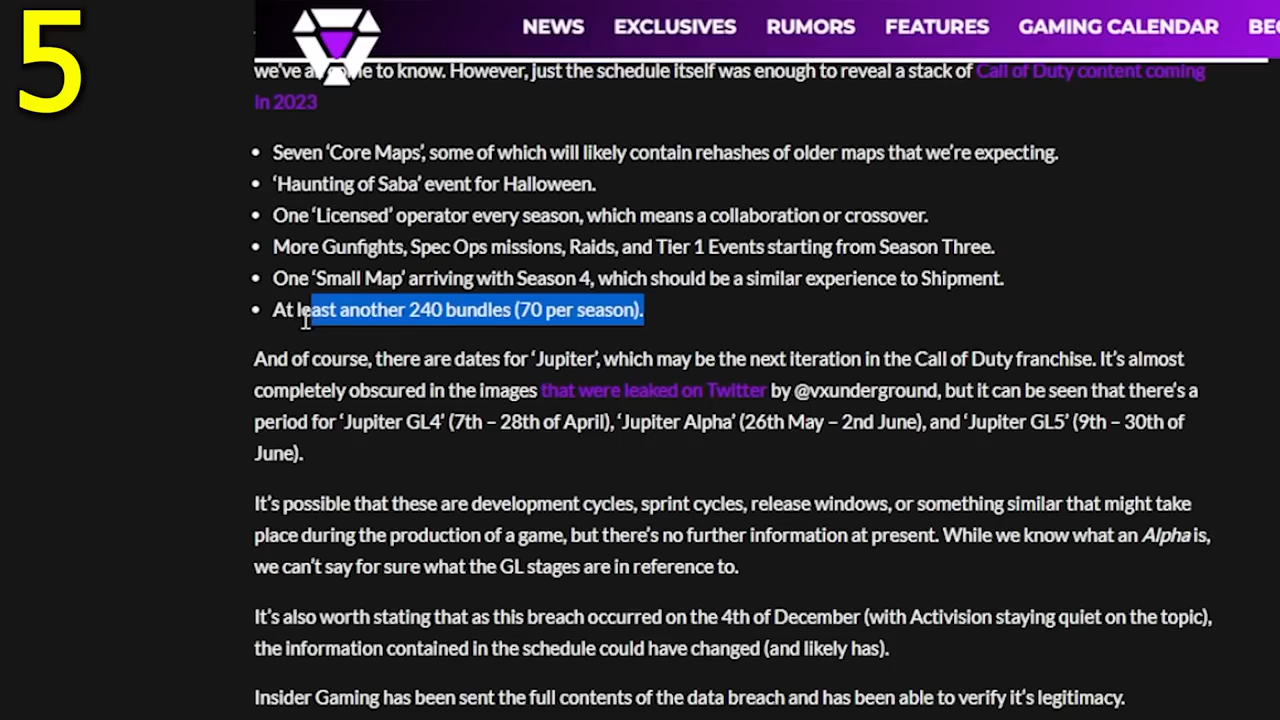 5
NEWS EXCLUSIVES RUMORS FEATURES GAMING CALENDAR
to know. However, just the schedule itself was enough to reveal a stack of Call of Duty content coming
in 2023
• Seven ‘Core Maps’, some of which will likely contain rehashes of older maps that we’re expecting.
• ‘Haunting of Saba’ event for Halloween.
• One ‘Licensed’ operator every season, which means a collaboration or crossover.
• More Gunfights, Spec Ops missions, Raids, and Tier 1 Events starting from Season Three.
• One ‘Small Map’ arriving with Season 4, which should be a similar experience to Shipment.
• At least another 240 bundles (70 per season).
And of course, there are dates for ‘Jupiter’, which may be the next iteration in the Call of Duty franchise. It’s almost
completely obscured in the images that were leaked on Twitter by @vxunderground, but it can be seen that there’s a
period for ‘Jupiter GL4’ (7th – 28th of April), ‘Jupiter Alpha’ (26th May – 2nd June), and ‘Jupiter GL5’ (9th – 30th of
June).
It’s possible that these are development cycles, sprint cycles, release windows, or something similar that might take
place during the production of a game, but there’s no further information at present. While we know what an Alpha is,
we can’t say for sure what the GL stages are in reference to.
It’s also worth stating that as this breach occurred on the 4th of December (with Activision staying quiet on the topic),
the information contained in the schedule could have changed (and likely has).
Insider Gaming has been sent the full contents of the data breach and has been able to verify it’s legitimacy.